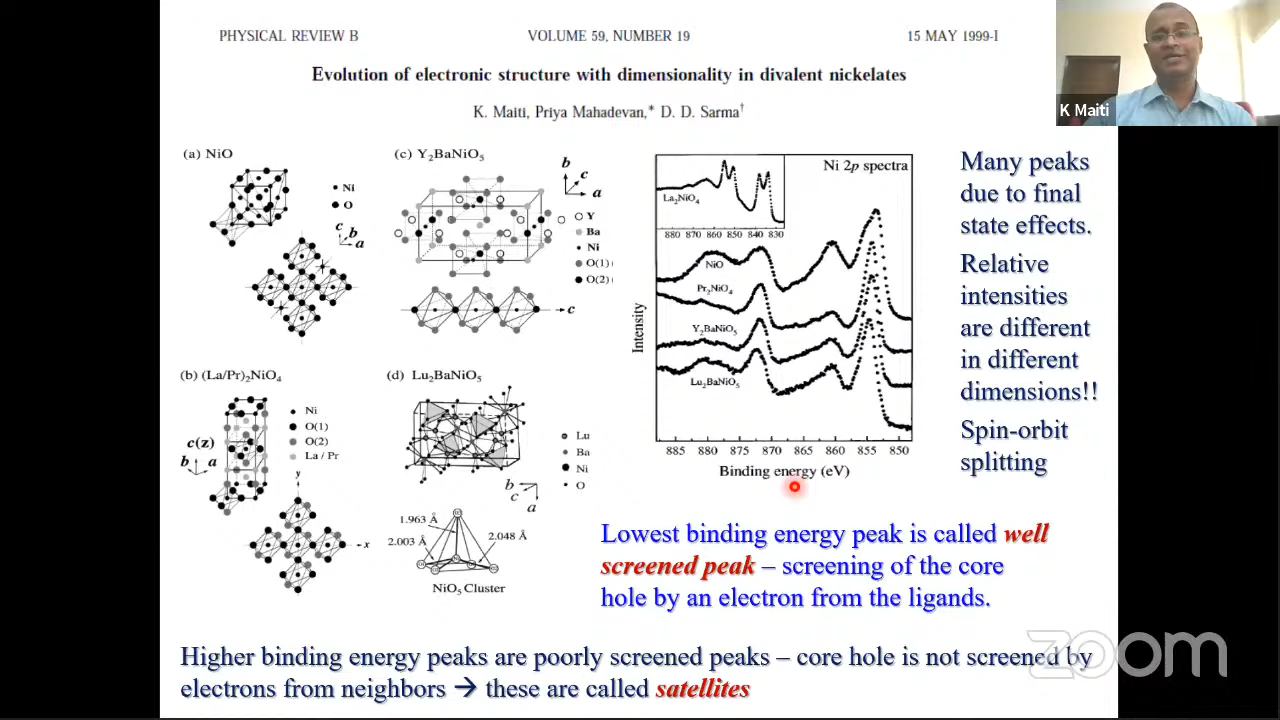 PHYSICAL REVIEW B
VOLUME 59, NUMBER 19
15 MAY 1999-I
Evolution of electronic structure with dimensionality in divalent nickelates
K. Maiti, Priya Mahadevan,* D. D. Sarma†
K Maiti
(a) NiO
Ni
O
c
b
a
(c) Y2BaNiO5
b
c
a
Y
Ba
Ni
O(1)
O(2)
c
(b) (La/Pr)2NiO4
Ni
O(1)
O(2)
La / Pr
c(z)
b
a
y
x
(d) Lu2BaNiO5
Lu
Ba
Ni
O
b
c
a
1.963 Å
2.003 Å
2.048 Å
NiO5 Cluster
Ni 2p spectra
La2NiO4
880 870 860 850 840 830
NiO
Pr2NiO4
Y2BaNiO5
Lu2BaNiO5
Intensity
885 880 875 870 865 860 855 850
Binding energy (eV)
Many peaks
due to final
state effects.
Relative
intensities
are different
in different
dimensions!!
Spin-orbit
splitting
Lowest binding energy peak is called well
screened peak – screening of the core
hole by an electron from the ligands.
Higher binding energy peaks are poorly screened peaks – core hole is not screened by
electrons from neighbors → these are called satellites
zoom